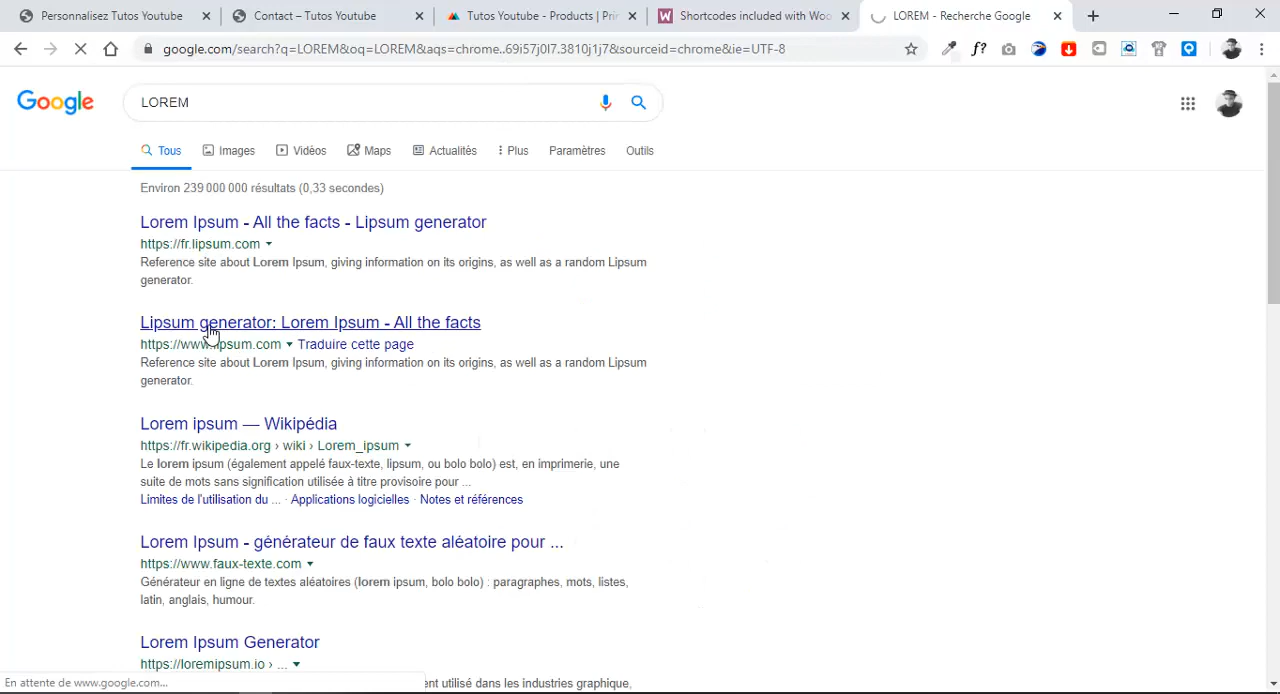 Personnalisez Tutos Youtube
Contact – Tutos Youtube
Tutos Youtube - Products | Prin
Shortcodes included with Woo
LOREM - Recherche Google
google.com/search?q=LOREM&oq=LOREM&aqs=chrome..69i57j0l7.3810j1j7&sourceid=chrome&ie=UTF-8
f?
Google
LOREM
Tous
Images
Vidéos
Maps
Actualités
Plus
Paramètres
Outils
Environ 239 000 000 résultats (0,33 secondes)
Lorem Ipsum - All the facts - Lipsum generator
https://fr.lipsum.com
Reference site about Lorem Ipsum, giving information on its origins, as well as a random Lipsum
generator.
Lipsum generator: Lorem Ipsum - All the facts
https://www.lipsum.com Traduire cette page
Reference site about Lorem Ipsum, giving information on its origins, as well as a random Lipsum
generator.
Lorem ipsum — Wikipédia
https://fr.wikipedia.org › wiki › Lorem_ipsum
Le lorem ipsum (également appelé faux-texte, lipsum, ou bolo bolo) est, en imprimerie, une
suite de mots sans signification utilisée à titre provisoire pour ...
Limites de l'utilisation du ... · Applications logicielles · Notes et références
Lorem Ipsum - générateur de faux texte aléatoire pour ...
https://www.faux-texte.com
Générateur en ligne de textes aléatoires (lorem ipsum, bolo bolo) : paragraphes, mots, listes,
latin, anglais, humour.
Lorem Ipsum Generator
https://loremipsum.io › ...
En attente de www.google.com...
ent utilisé dans les industries graphique,